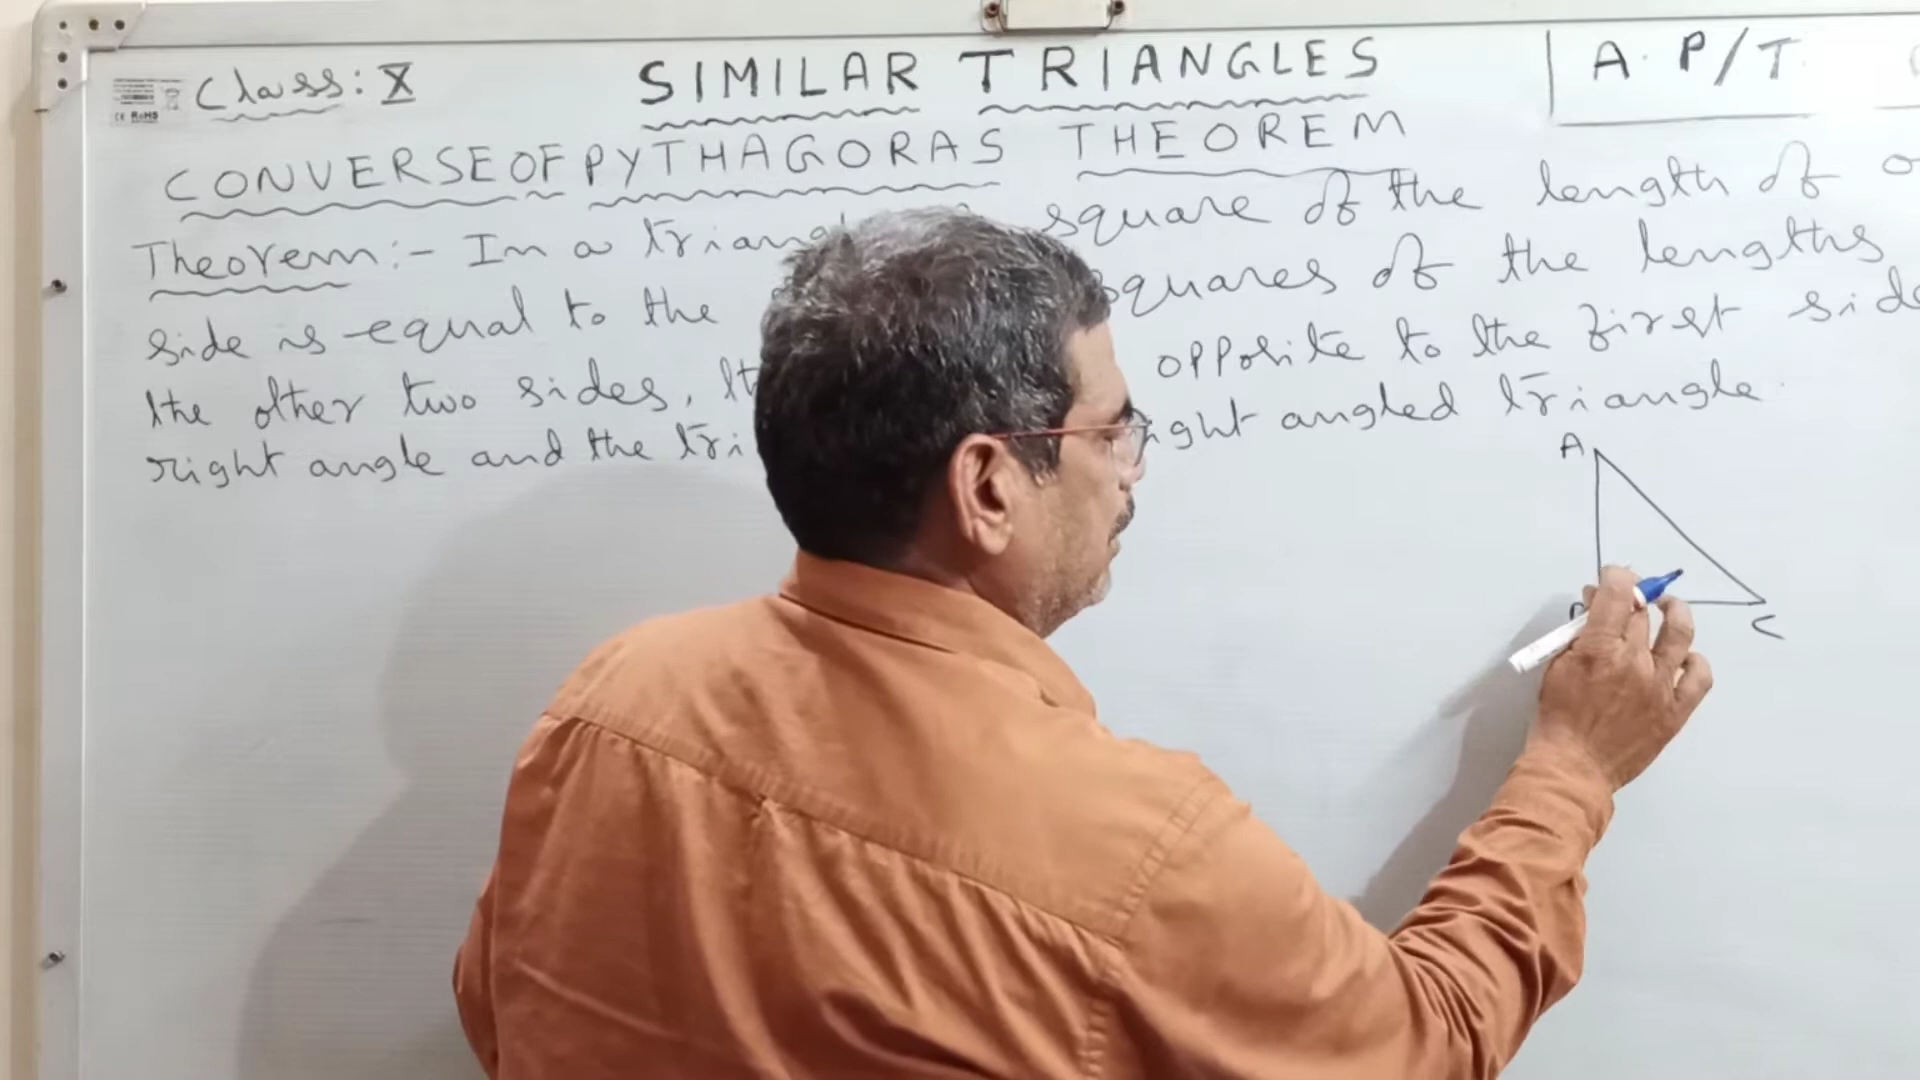 Class: X
SIMILAR TRIANGLES
A.P/T.
CONVERSE OF PYTHAGORAS THEOREM
Theorem:- In a square of the length of
side is equal to the squares of the lengths
the other two sides, opposite to the first side
right angle and the right angled triangle.
A
C
CE RoHS